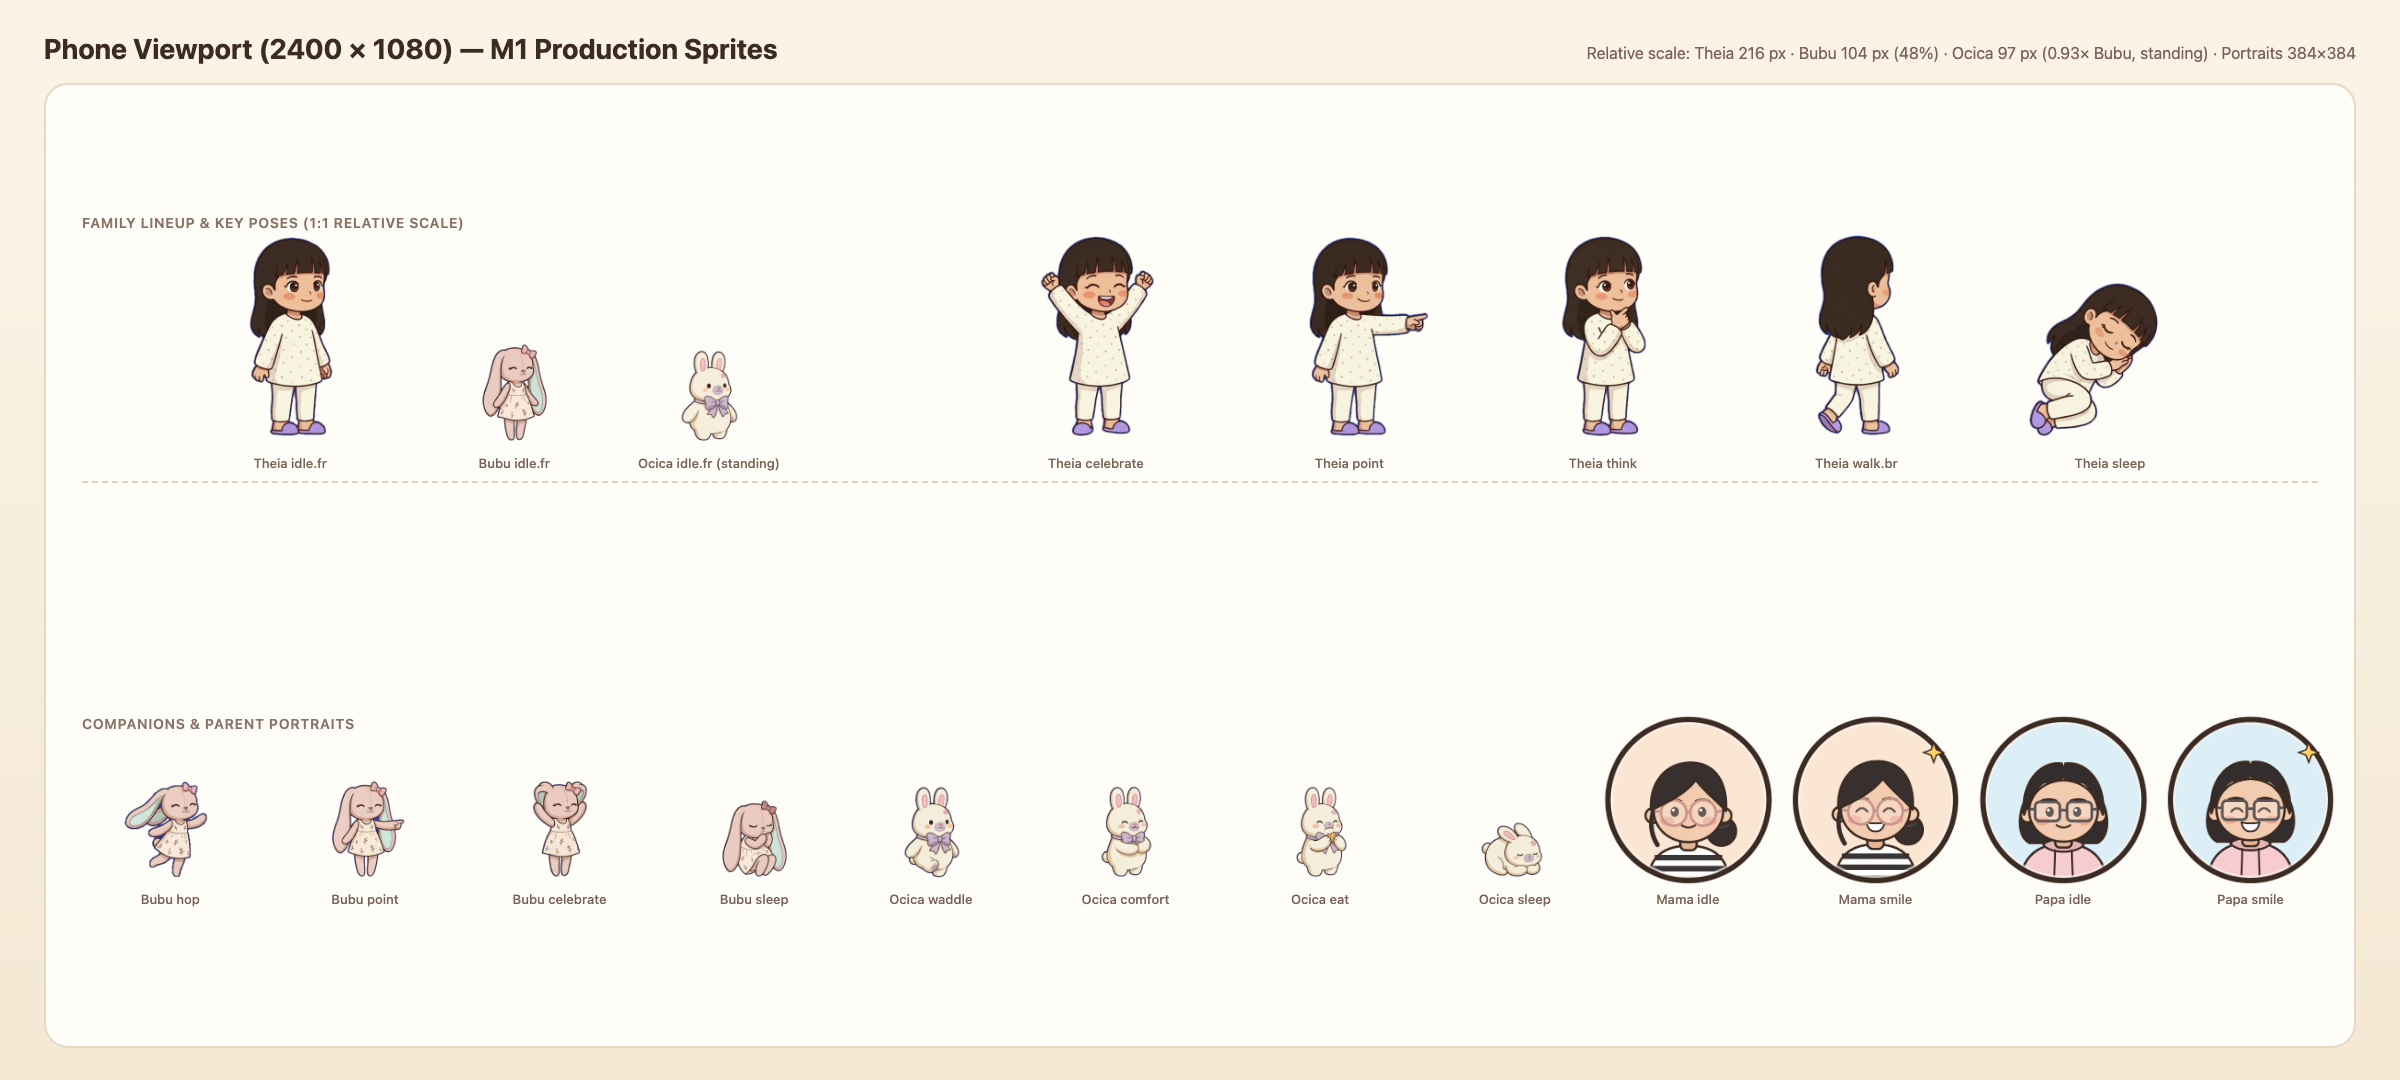 Phone Viewport (2400 × 1080) — M1 Production Sprites
Relative scale: Theia 216 px · Bubu 104 px (48%) · Ocica 97 px (0.93× Bubu, standing) · Portraits 384×384
FAMILY LINEUP & KEY POSES (1:1 RELATIVE SCALE)
Theia idle.fr
Bubu idle.fr
Ocica idle.fr (standing)
Theia celebrate
Theia point
Theia think
Theia walk.br
Theia sleep
COMPANIONS & PARENT PORTRAITS
Bubu hop
Bubu point
Bubu celebrate
Bubu sleep
Ocica waddle
Ocica comfort
Ocica eat
Ocica sleep
Mama idle
Mama smile
Papa idle
Papa smile